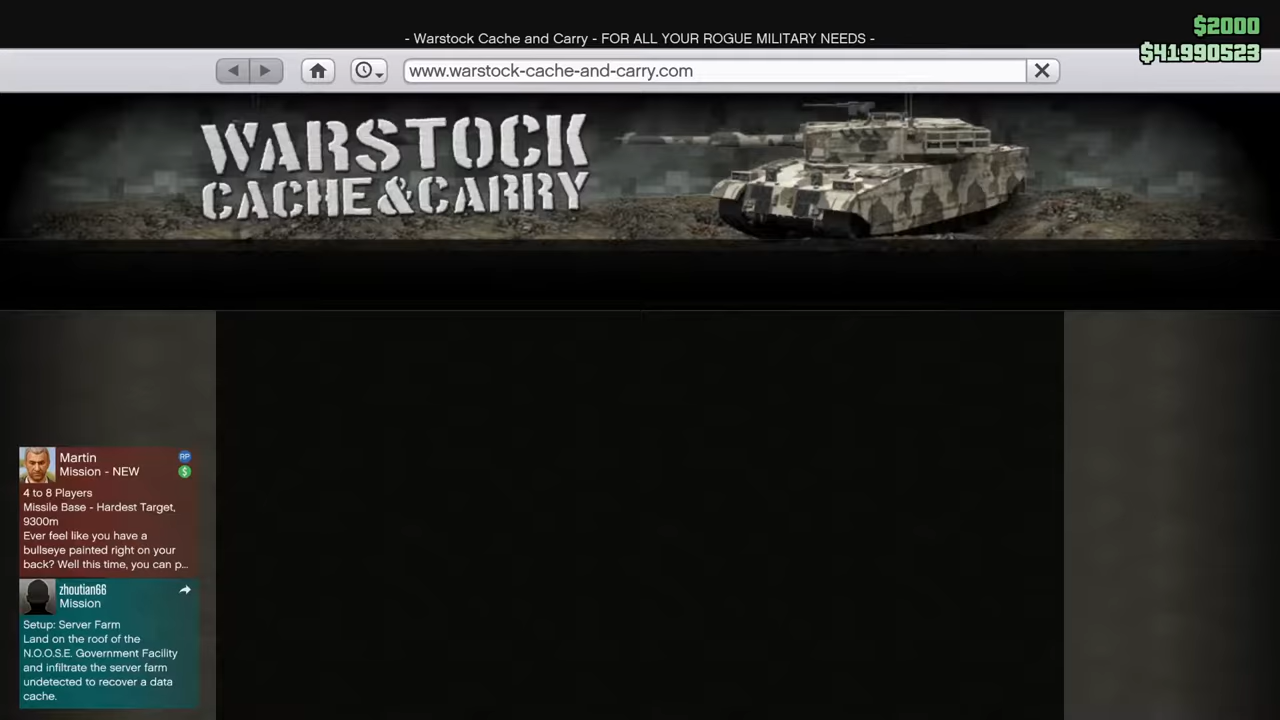 - Warstock Cache and Carry - FOR ALL YOUR ROGUE MILITARY NEEDS -
$2000
$41990523
www.warstock-cache-and-carry.com
WARSTOCK
CACHE&CARRY
Martin
Mission - NEW
RP
$
4 to 8 Players
Missile Base - Hardest Target,
9300m
Ever feel like you have a
bullseye painted right on your
back? Well this time, you can p...
zhoutian66
Mission
Setup: Server Farm
Land on the roof of the
N.O.O.S.E. Government Facility
and infiltrate the server farm
undetected to recover a data
cache.